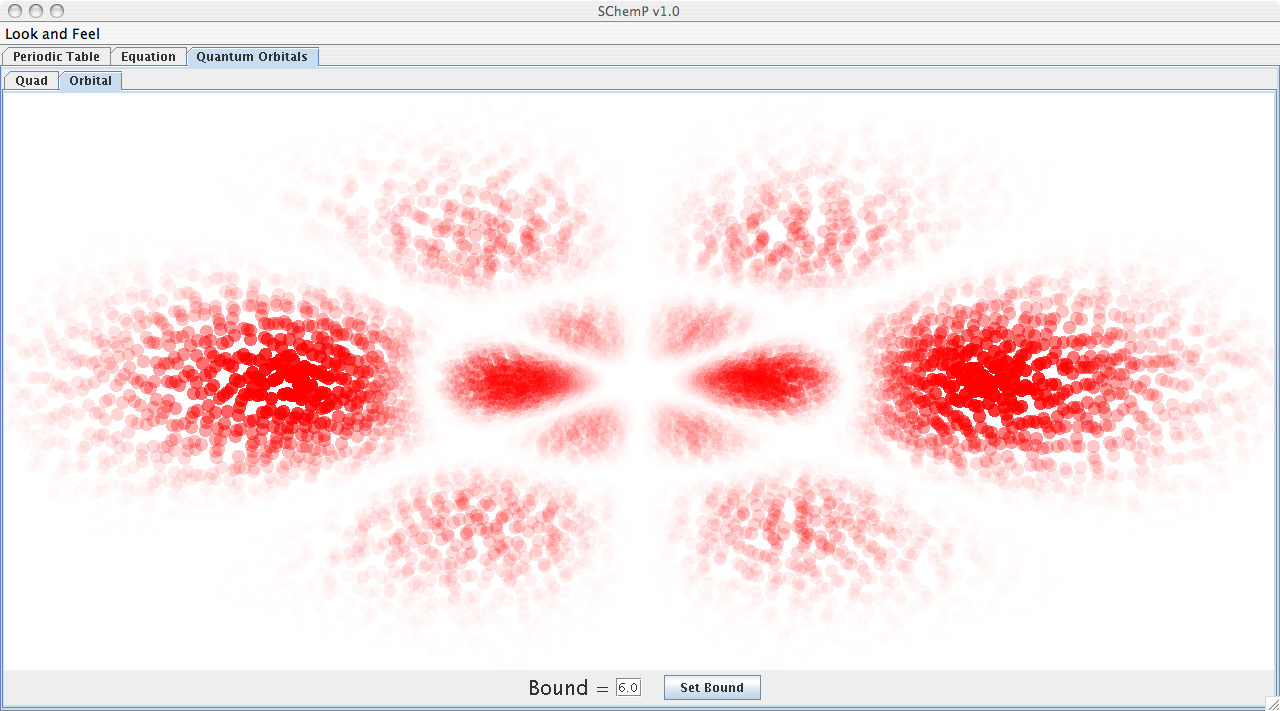 SChemP v1.0
Look and Feel
Periodic Table Equation Quantum Orbitals
Quad Orbital
Bound = 6.0 Set Bound